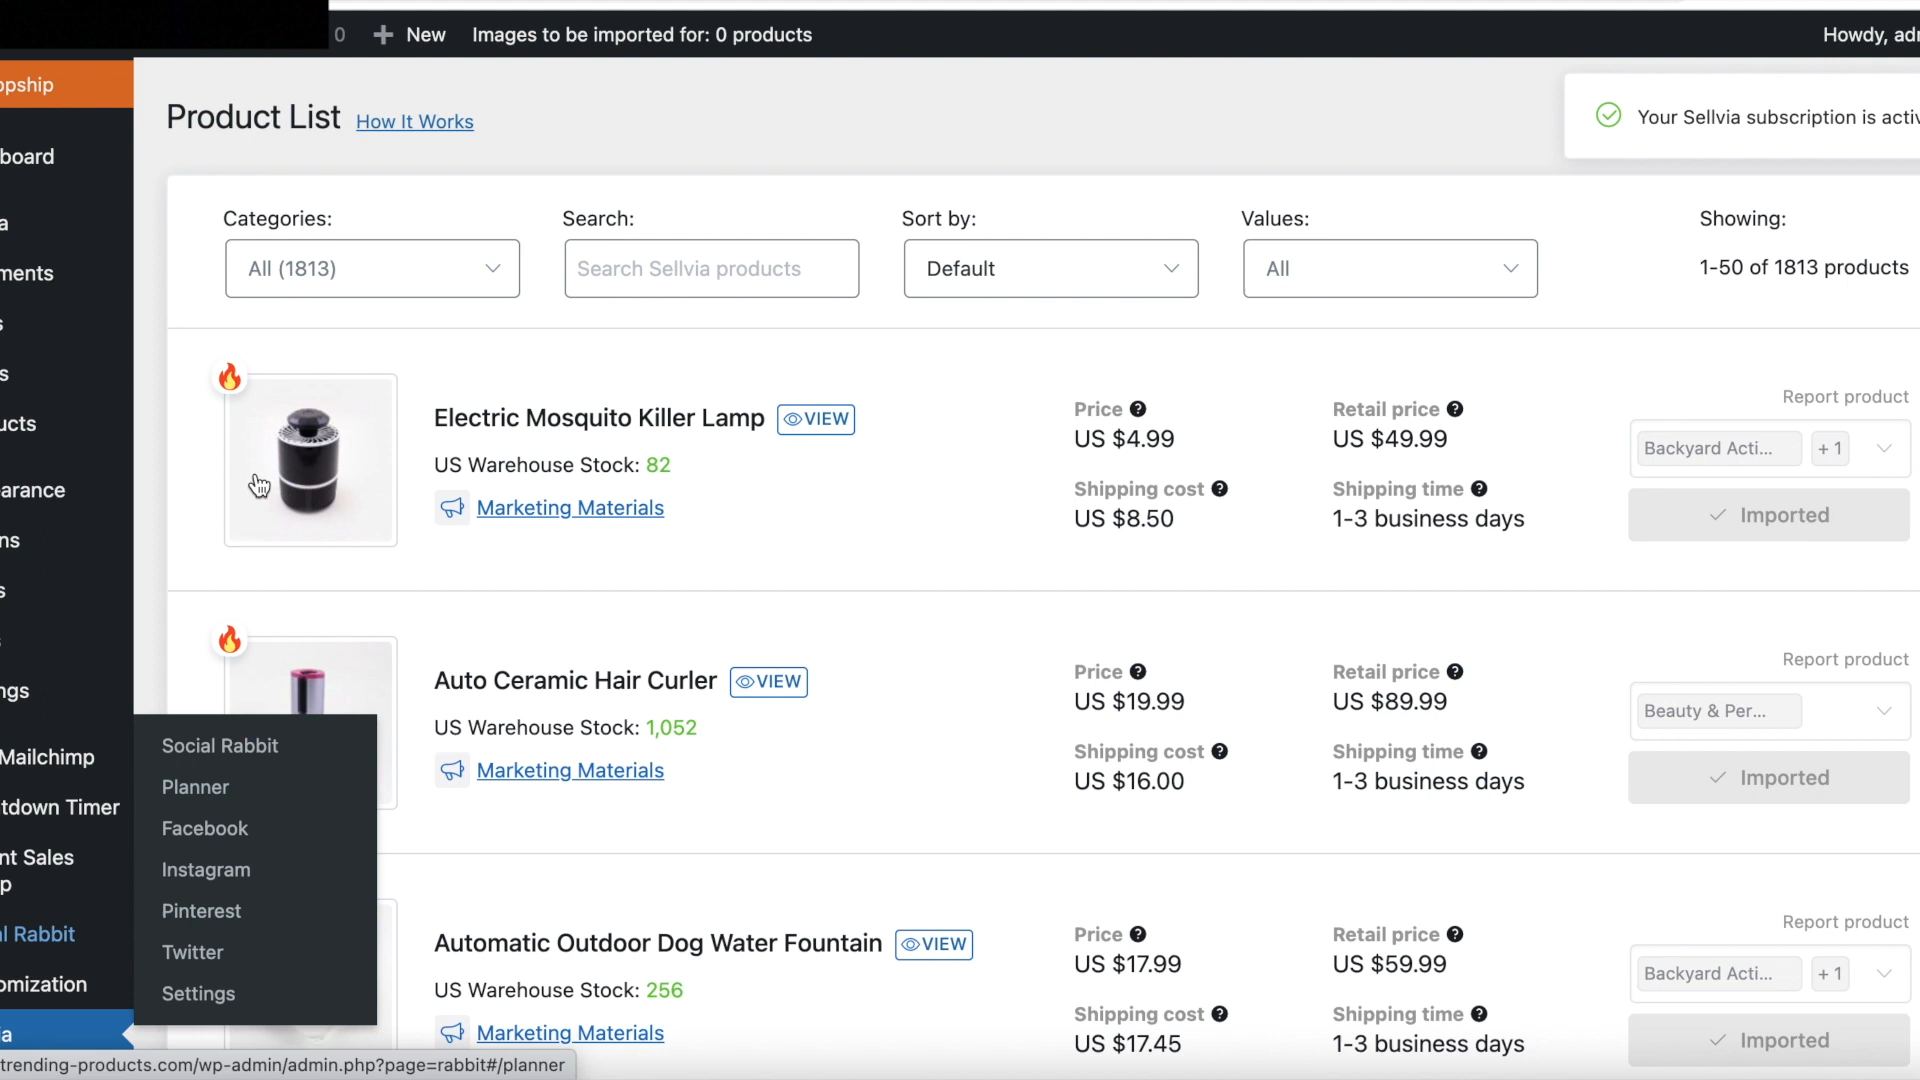 0 New Images to be imported for: 0 products Howdy, adm
opship
board
a
ments
s
s
ucts
earance
ns
s
s
ngs
Mailchimp
tdown Timer
nt Sales
p
l Rabbit
omization
ia
Product List How It Works
Your Sellvia subscription is activ
Categories: Search: Sort by: Values: Showing:
All (1813) Search Sellvia products Default All 1-50 of 1813 products
Electric Mosquito Killer Lamp VIEW
US Warehouse Stock: 82
Marketing Materials
Price Retail price
US $4.99 US $49.99
Shipping cost Shipping time
US $8.50 1-3 business days
Report product
Backyard Acti... + 1
Imported
Auto Ceramic Hair Curler VIEW
US Warehouse Stock: 1,052
Marketing Materials
Price Retail price
US $19.99 US $89.99
Shipping cost Shipping time
US $16.00 1-3 business days
Report product
Beauty & Per...
Imported
Social Rabbit
Planner
Facebook
Instagram
Pinterest
Twitter
Settings
Automatic Outdoor Dog Water Fountain VIEW
US Warehouse Stock: 256
Marketing Materials
Price Retail price
US $17.99 US $59.99
Shipping cost Shipping time
US $17.45 1-3 business days
Report product
Backyard Acti... + 1
Imported
trending-products.com/wp-admin/admin.php?page=rabbit#/planner